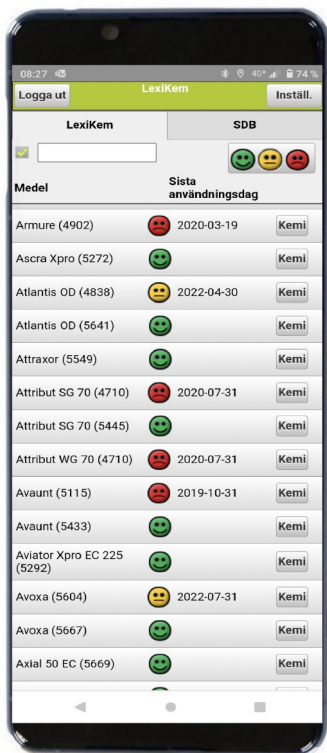 08:27 4G+ 74 %
Logga ut LexiKem Inställ.
LexiKem SDB
Medel Sista
användningsdag
Armure (4902) 2020-03-19 Kemi
Ascra Xpro (5272) Kemi
Atlantis OD (4838) 2022-04-30 Kemi
Atlantis OD (5641) Kemi
Attraxor (5549) Kemi
Attribut SG 70 (4710) 2020-07-31 Kemi
Attribut SG 70 (5445) Kemi
Attribut WG 70 (4710) 2020-07-31 Kemi
Avaunt (5115) 2019-10-31 Kemi
Avaunt (5433) Kemi
Aviator Xpro EC 225
(5292) Kemi
Avoxa (5604) 2022-07-31 Kemi
Avoxa (5667) Kemi
Axial 50 EC (5669) Kemi